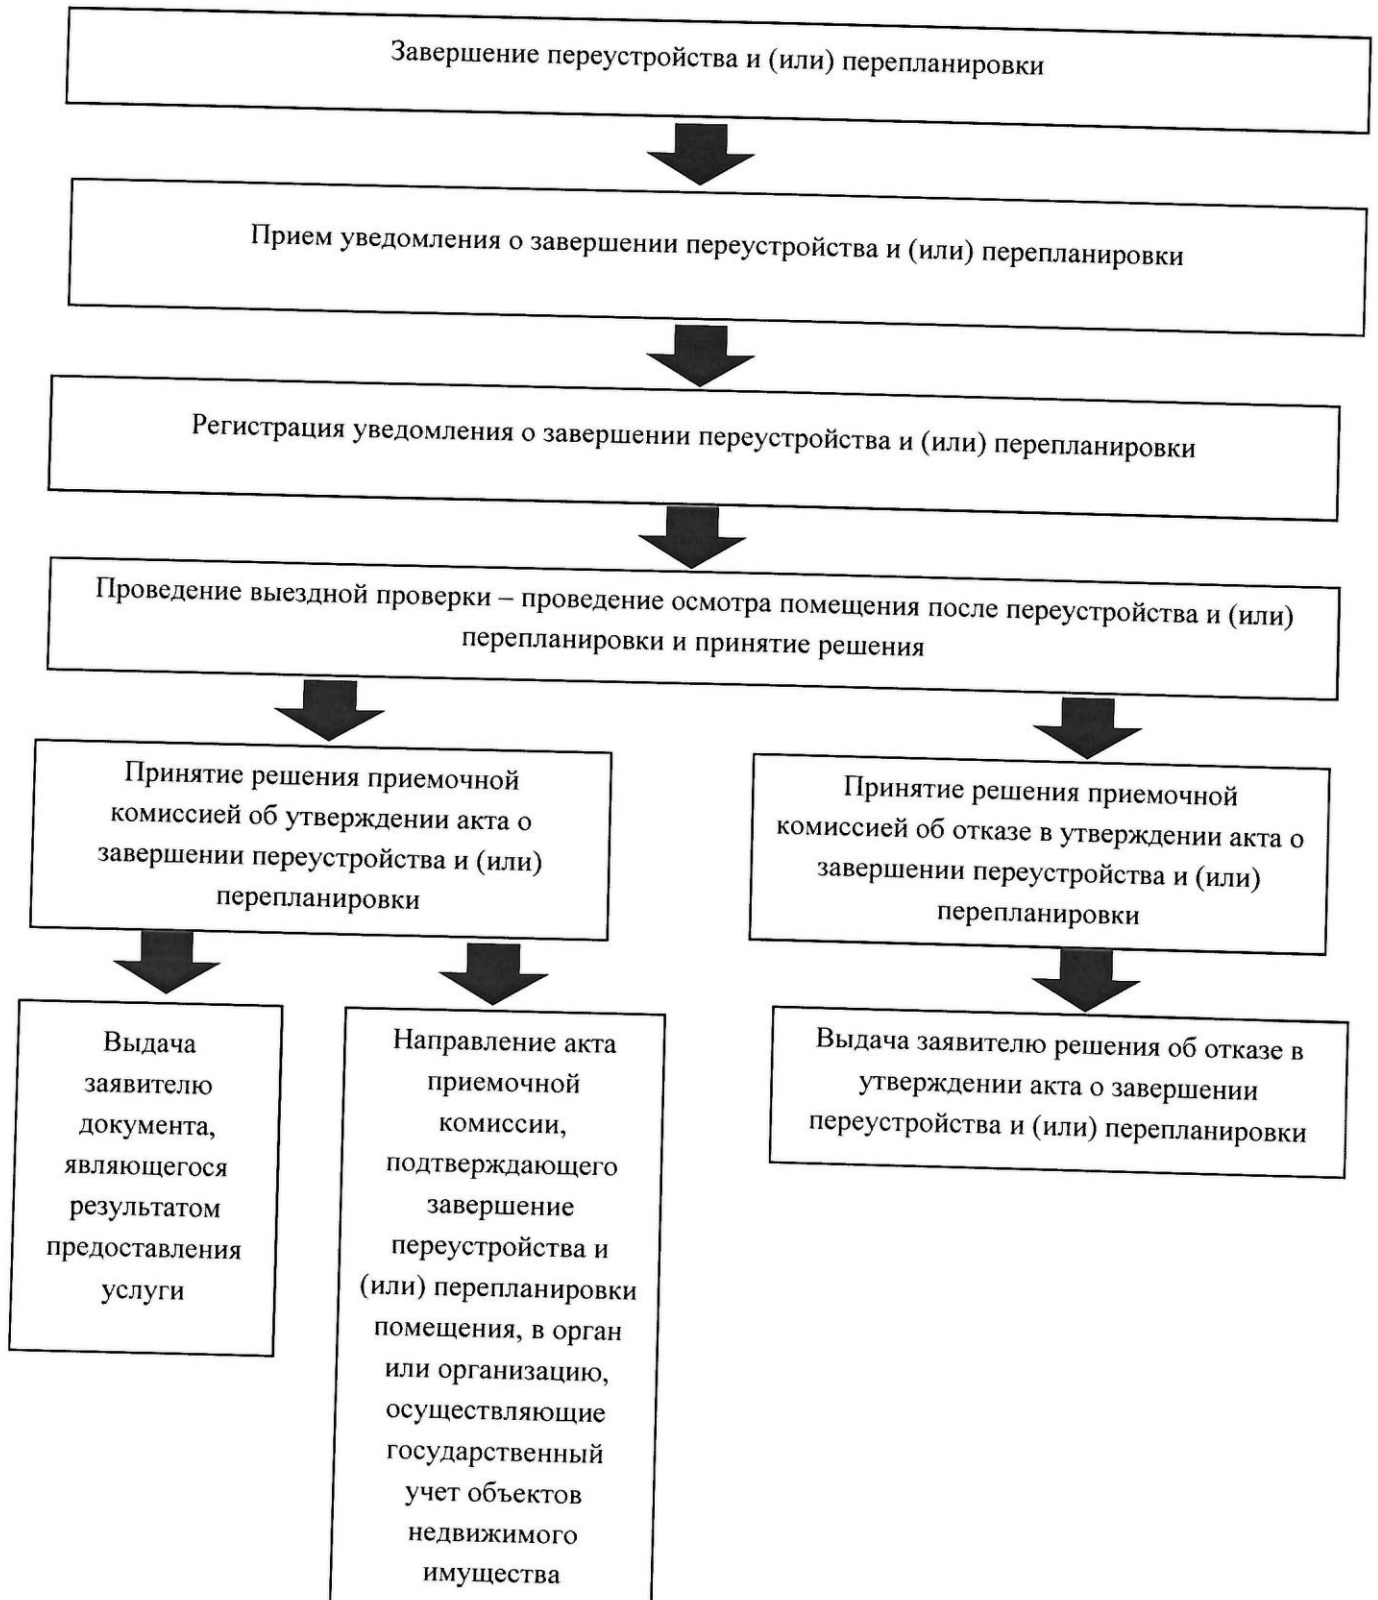 Завершение переустройства и (или) перепланировки
Прием уведомления о завершении переустройства и (или) перепланировки
Регистрация уведомления о завершении переустройства и (или) перепланировки
Проведение выездной проверки – проведение осмотра помещения после переустройства и (или)
перепланировки и принятие решения
Принятие решения приемочной
комиссией об утверждении акта о
завершении переустройства и (или)
перепланировки
Принятие решения приемочной
комиссией об отказе в утверждении акта о
завершении переустройства и (или)
перепланировки
Выдача
заявителю
документа,
являющегося
результатом
предоставления
услуги
Направление акта
приемочной
комиссии,
подтверждающего
завершение
переустройства и
(или) перепланировки
помещения, в орган
или организацию,
осуществляющие
государственный
учет объектов
недвижимого
имущества
Выдача заявителю решения об отказе в
утверждении акта о завершении
переустройства и (или) перепланировки